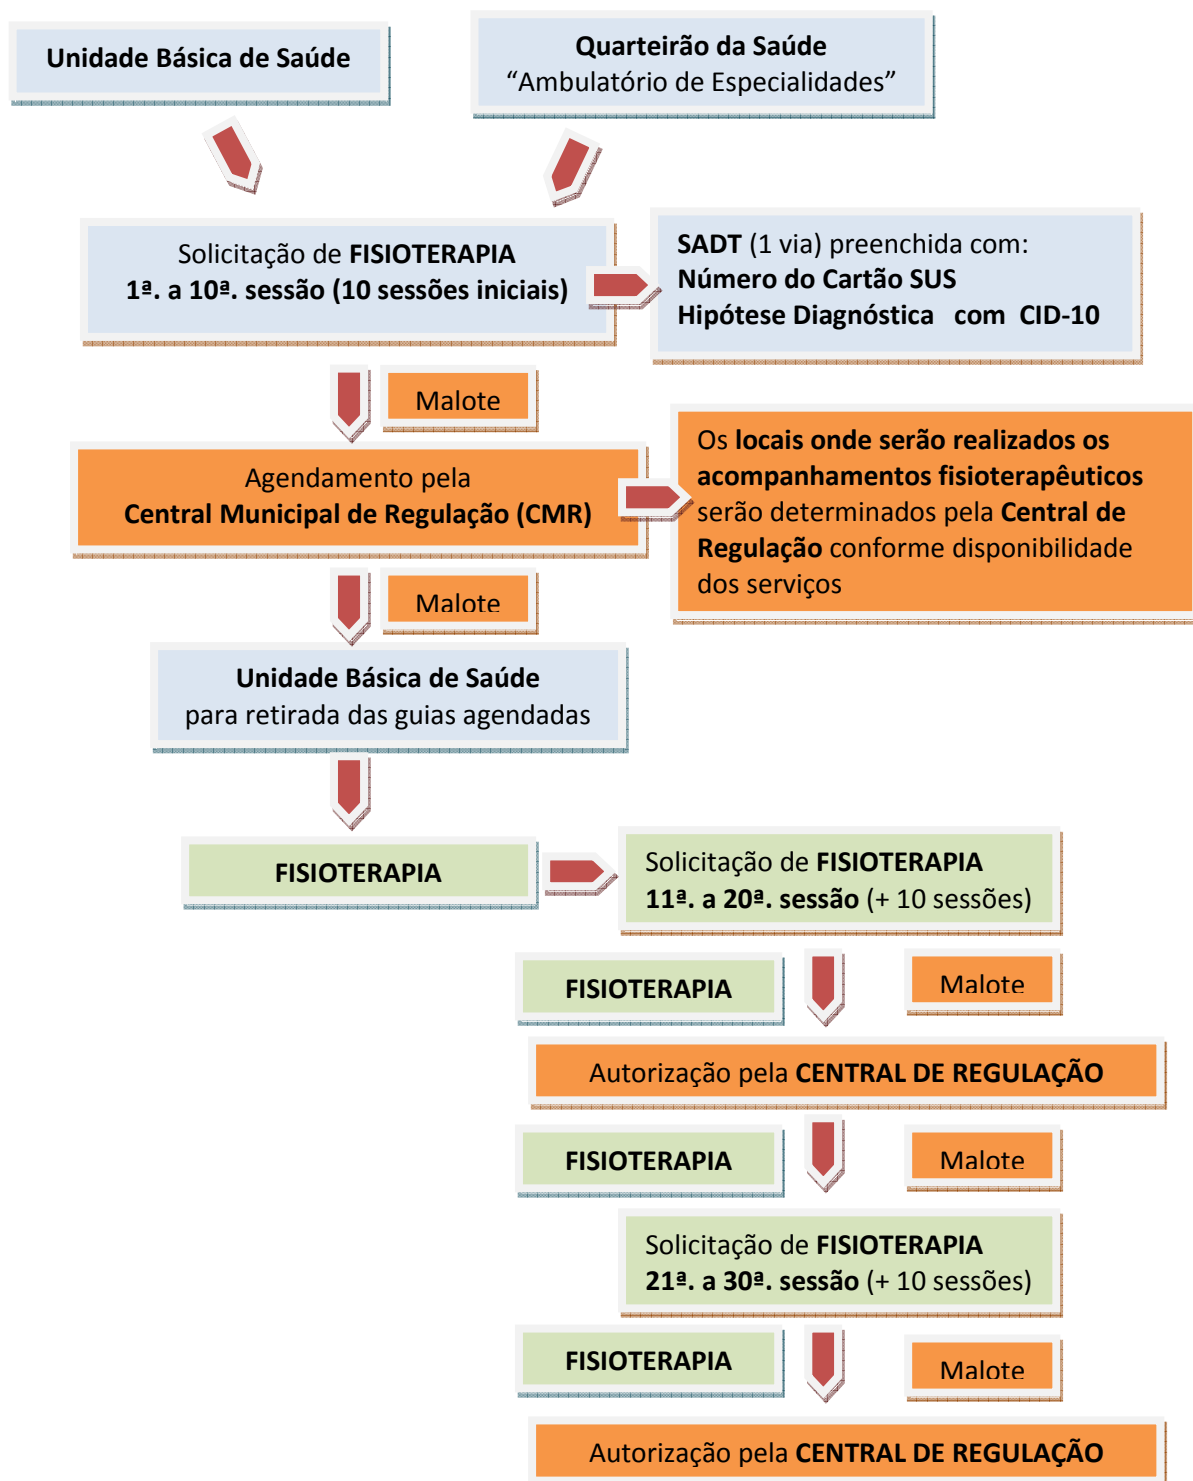 Unidade Básica de Saúde
Quarteirão da Saúde
“Ambulatório de Especialidades”
Solicitação de FISIOTERAPIA
1ª. a 10ª. sessão (10 sessões iniciais)
SADT (1 via) preenchida com:
Número do Cartão SUS
Hipótese Diagnóstica com CID-10
Malote
Agendamento pela
Central Municipal de Regulação (CMR)
Os locais onde serão realizados os
acompanhamentos fisioterapêuticos
serão determinados pela Central de
Regulação conforme disponibilidade
dos serviços
Malote
Unidade Básica de Saúde
para retirada das guias agendadas
FISIOTERAPIA
Solicitação de FISIOTERAPIA
11ª. a 20ª. sessão (+ 10 sessões)
FISIOTERAPIA
Malote
Autorização pela CENTRAL DE REGULAÇÃO
FISIOTERAPIA
Malote
Solicitação de FISIOTERAPIA
21ª. a 30ª. sessão (+ 10 sessões)
FISIOTERAPIA
Malote
Autorização pela CENTRAL DE REGULAÇÃO